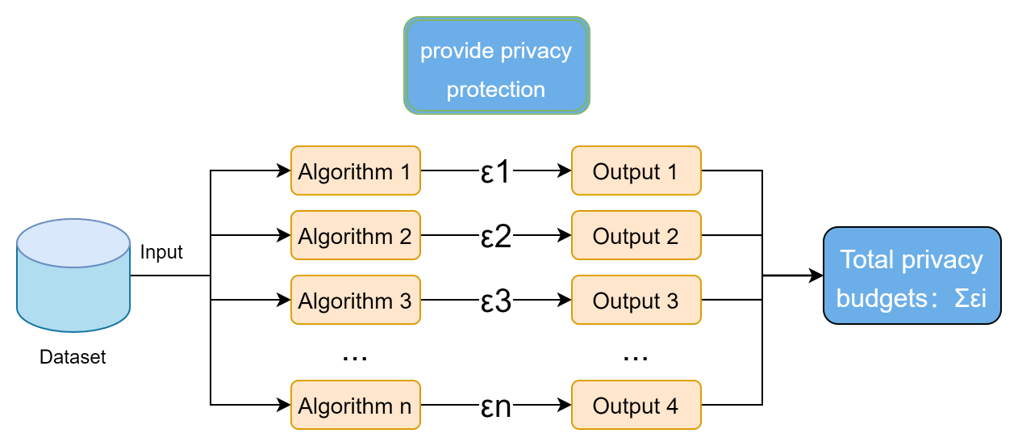 provide privacy
protection
Algorithm 1
ε1
Output 1
Algorithm 2
ε2
Output 2
Input
Total privacy
budgets：Σεi
Algorithm 3
ε3
Output 3
Dataset
...
...
Algorithm n
εn
Output 4